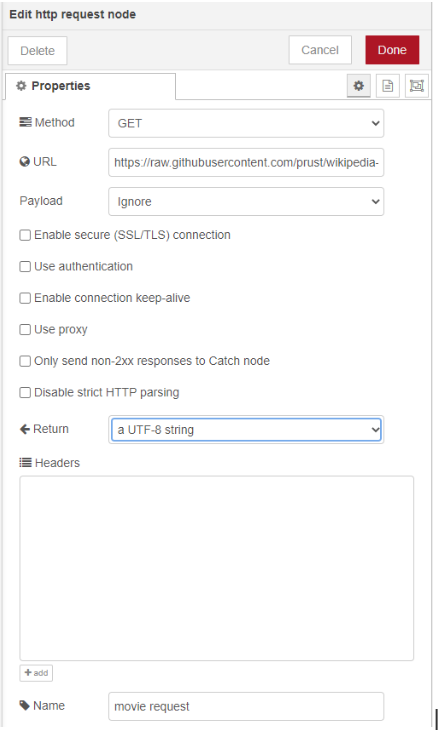 Edit http request node
Delete
Cancel
Done
Properties
Method
GET
URL
https://raw.githubusercontent.com/prust/wikipedia-
Payload
Ignore
Enable secure (SSL/TLS) connection
Use authentication
Enable connection keep-alive
Use proxy
Only send non-2xx responses to Catch node
Disable strict HTTP parsing
Return
a UTF-8 string
Headers
+ add
Name
movie request